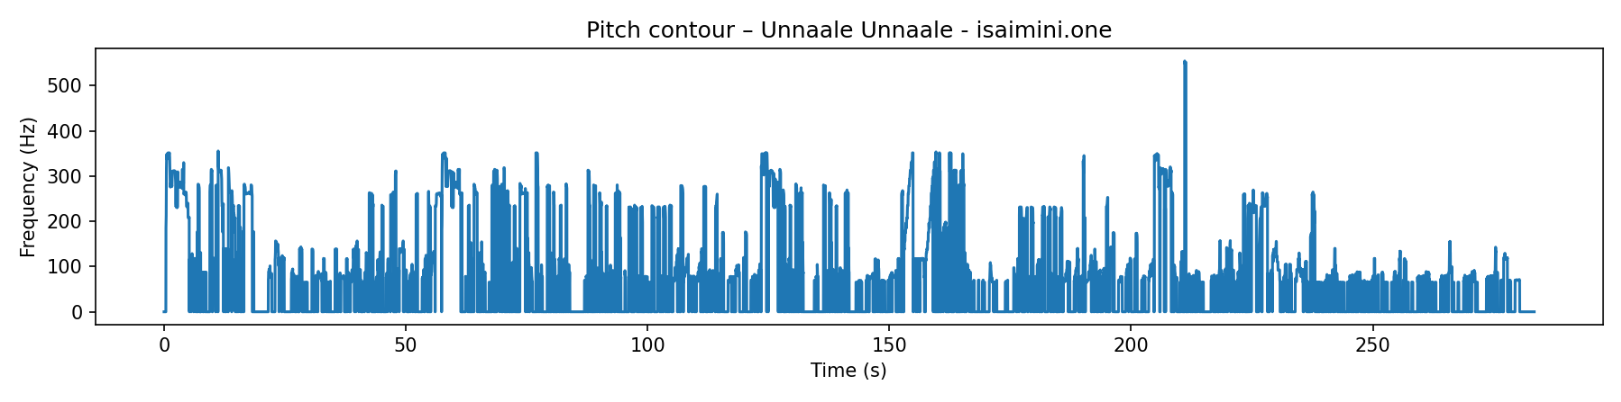 Pitch contour – Unnaale Unnaale - isaimini.one
Frequency (Hz)
500
400
300
200
100
0
0 50 100 150 200 250
Time (s)